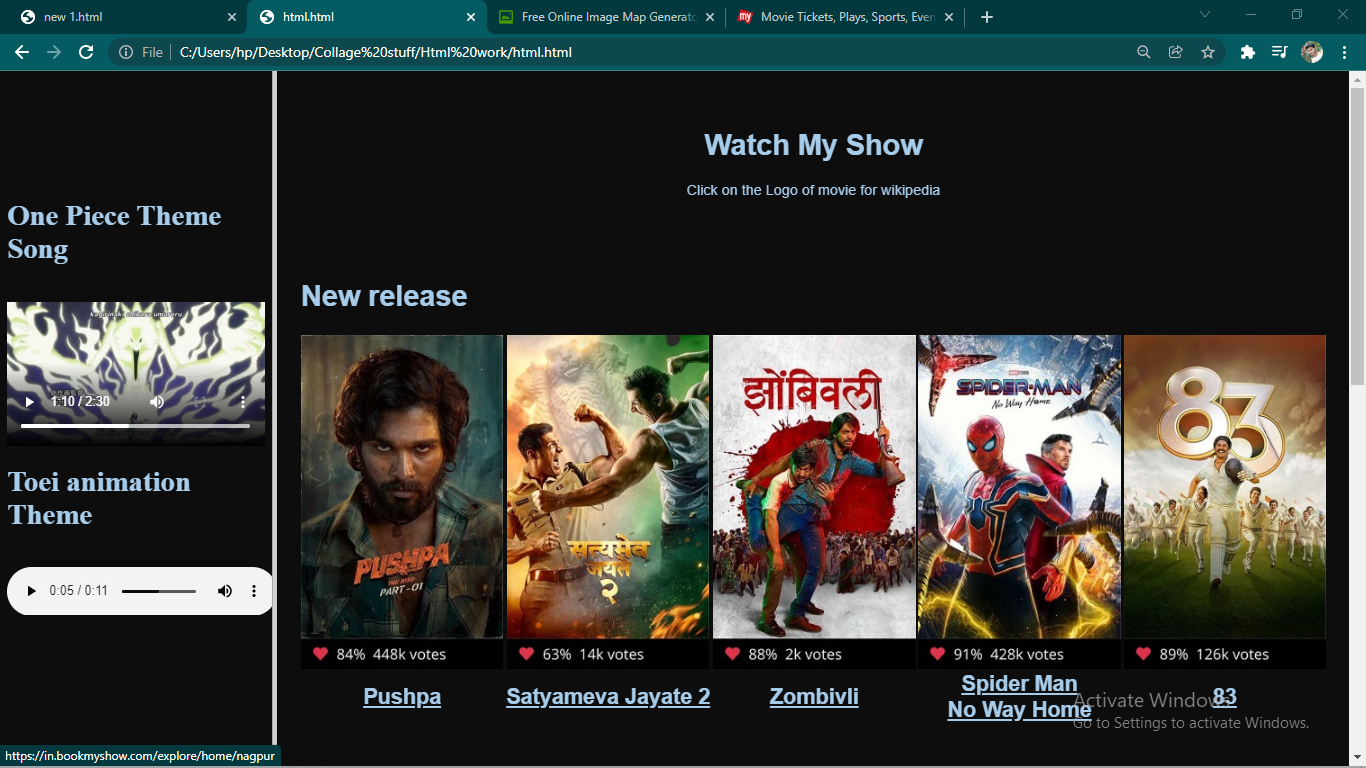 new 1.html
html.html
Free Online Image Map Generato
Movie Tickets, Plays, Sports, Even
File
C:/Users/hp/Desktop/Collage%20stuff/Html%20work/html.html
Watch My Show
Click on the Logo of movie for wikipedia
One Piece Theme
Song
kagirinaki chikara umareru
1:10 / 2:30
Toei animation
Theme
0:05 / 0:11
New release
PUSHPA
THE RISE
PART-01
सत्यमेव
जयते
२
झोंबिवली
SPIDER-MAN
No Way Home
83
84% 448k votes
63% 14k votes
88% 2k votes
91% 428k votes
89% 126k votes
Pushpa
Satyameva Jayate 2
Zombivli
Spider Man
No Way Home
83
Activate Windows
Go to Settings to activate Windows.
https://in.bookmyshow.com/explore/home/nagpur